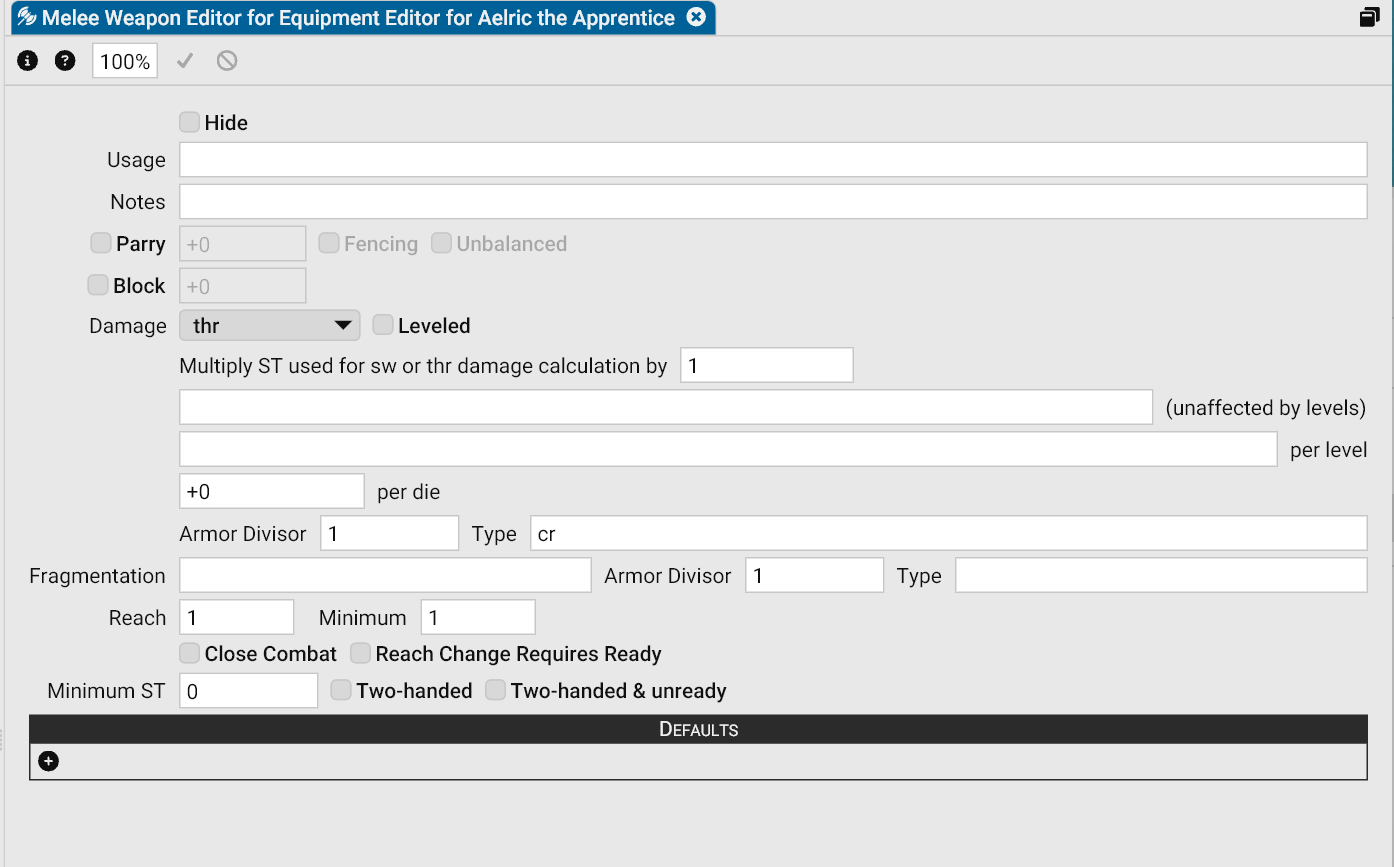 Melee Weapon Editor for Equipment Editor for Aelric the Apprentice
100%
Hide
Usage
Notes
Parry +0 Fencing Unbalanced
Block +0
Damage thr Leveled
Multiply ST used for sw or thr damage calculation by 1
(unaffected by levels)
per level
+0 per die
Armor Divisor 1 Type cr
Fragmentation Armor Divisor 1 Type
Reach 1 Minimum 1
Close Combat Reach Change Requires Ready
Minimum ST 0 Two-handed Two-handed & unready
DEFAULTS